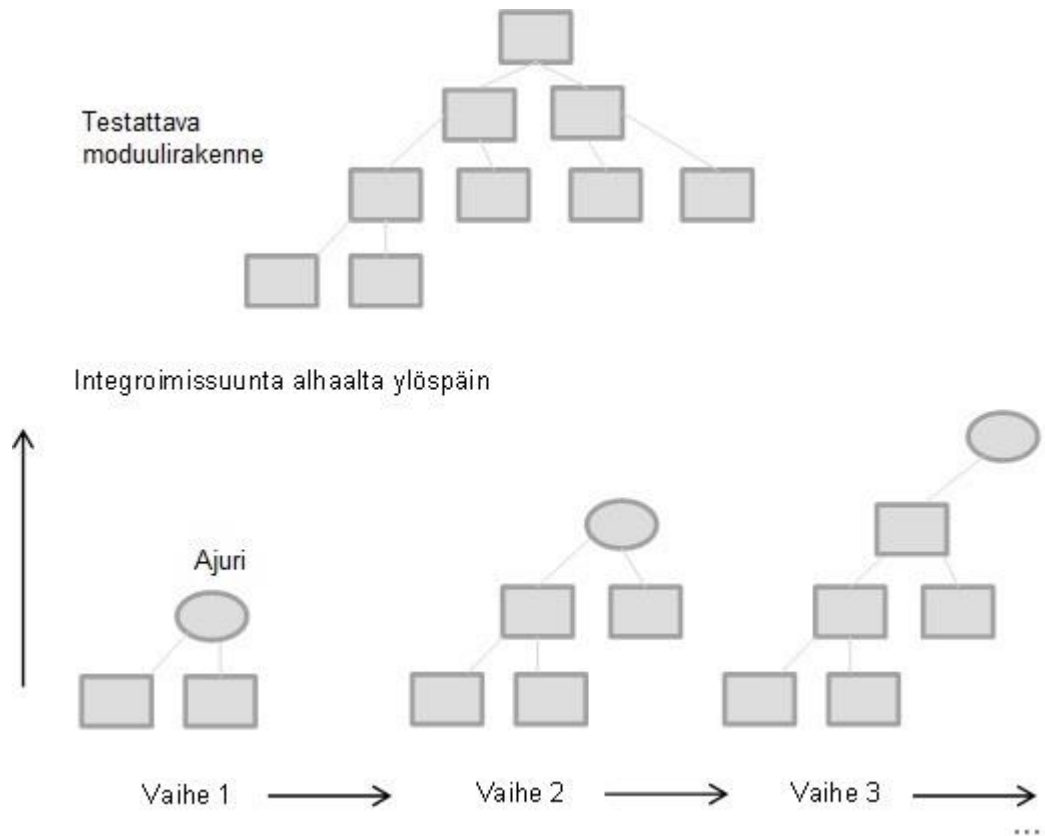 Testattava
moduulirakenne
Integroimissuunta alhaalta ylöspäin
Ajuri
Vaihe 1
Vaihe 2
Vaihe 3
...